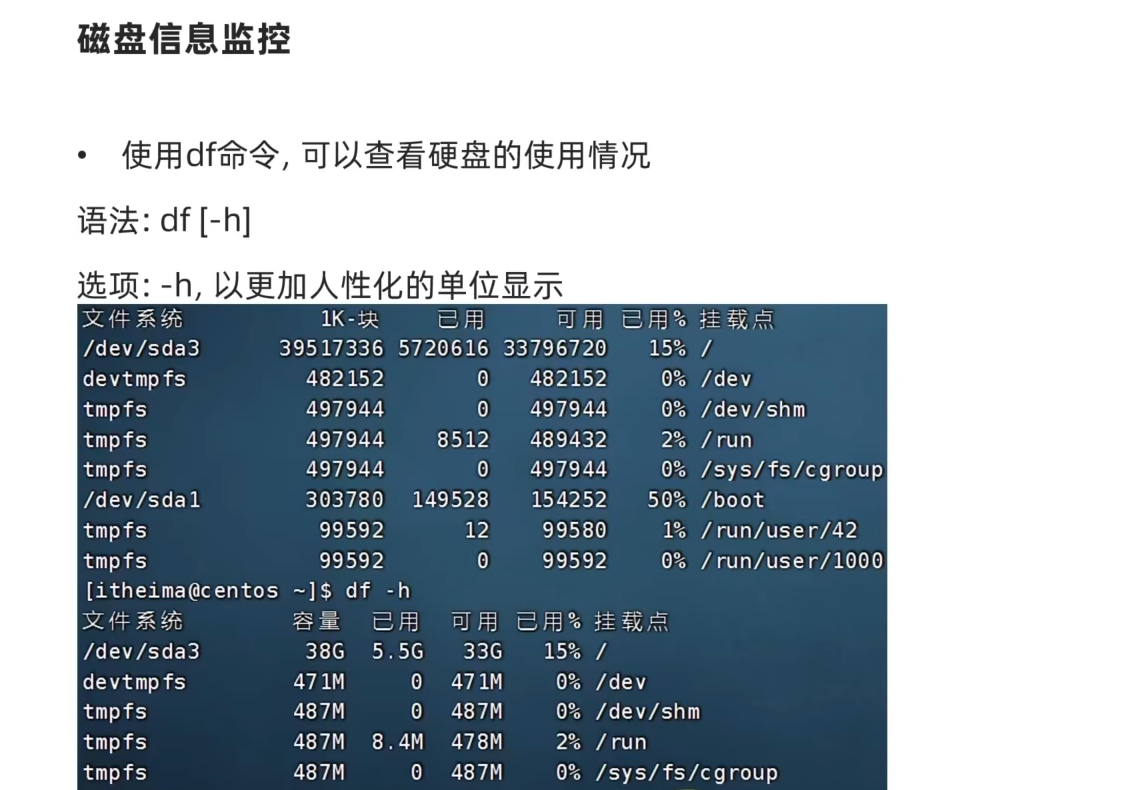 磁盘信息监控
• 使用df命令, 可以查看硬盘的使用情况
语法: df [-h]
选项: -h, 以更加人性化的单位显示
文件系统 1K-块 已用 可用 已用% 挂载点
/dev/sda3 39517336 5720616 33796720 15% /
devtmpfs 482152 0 482152 0% /dev
tmpfs 497944 0 497944 0% /dev/shm
tmpfs 497944 8512 489432 2% /run
tmpfs 497944 0 497944 0% /sys/fs/cgroup
/dev/sda1 303780 149528 154252 50% /boot
tmpfs 99592 12 99580 1% /run/user/42
tmpfs 99592 0 99592 0% /run/user/1000
[itheima@centos ~]$ df -h
文件系统 容量 已用 可用 已用% 挂载点
/dev/sda3 38G 5.5G 33G 15% /
devtmpfs 471M 0 471M 0% /dev
tmpfs 487M 0 487M 0% /dev/shm
tmpfs 487M 8.4M 478M 2% /run
tmpfs 487M 0 487M 0% /sys/fs/cgroup